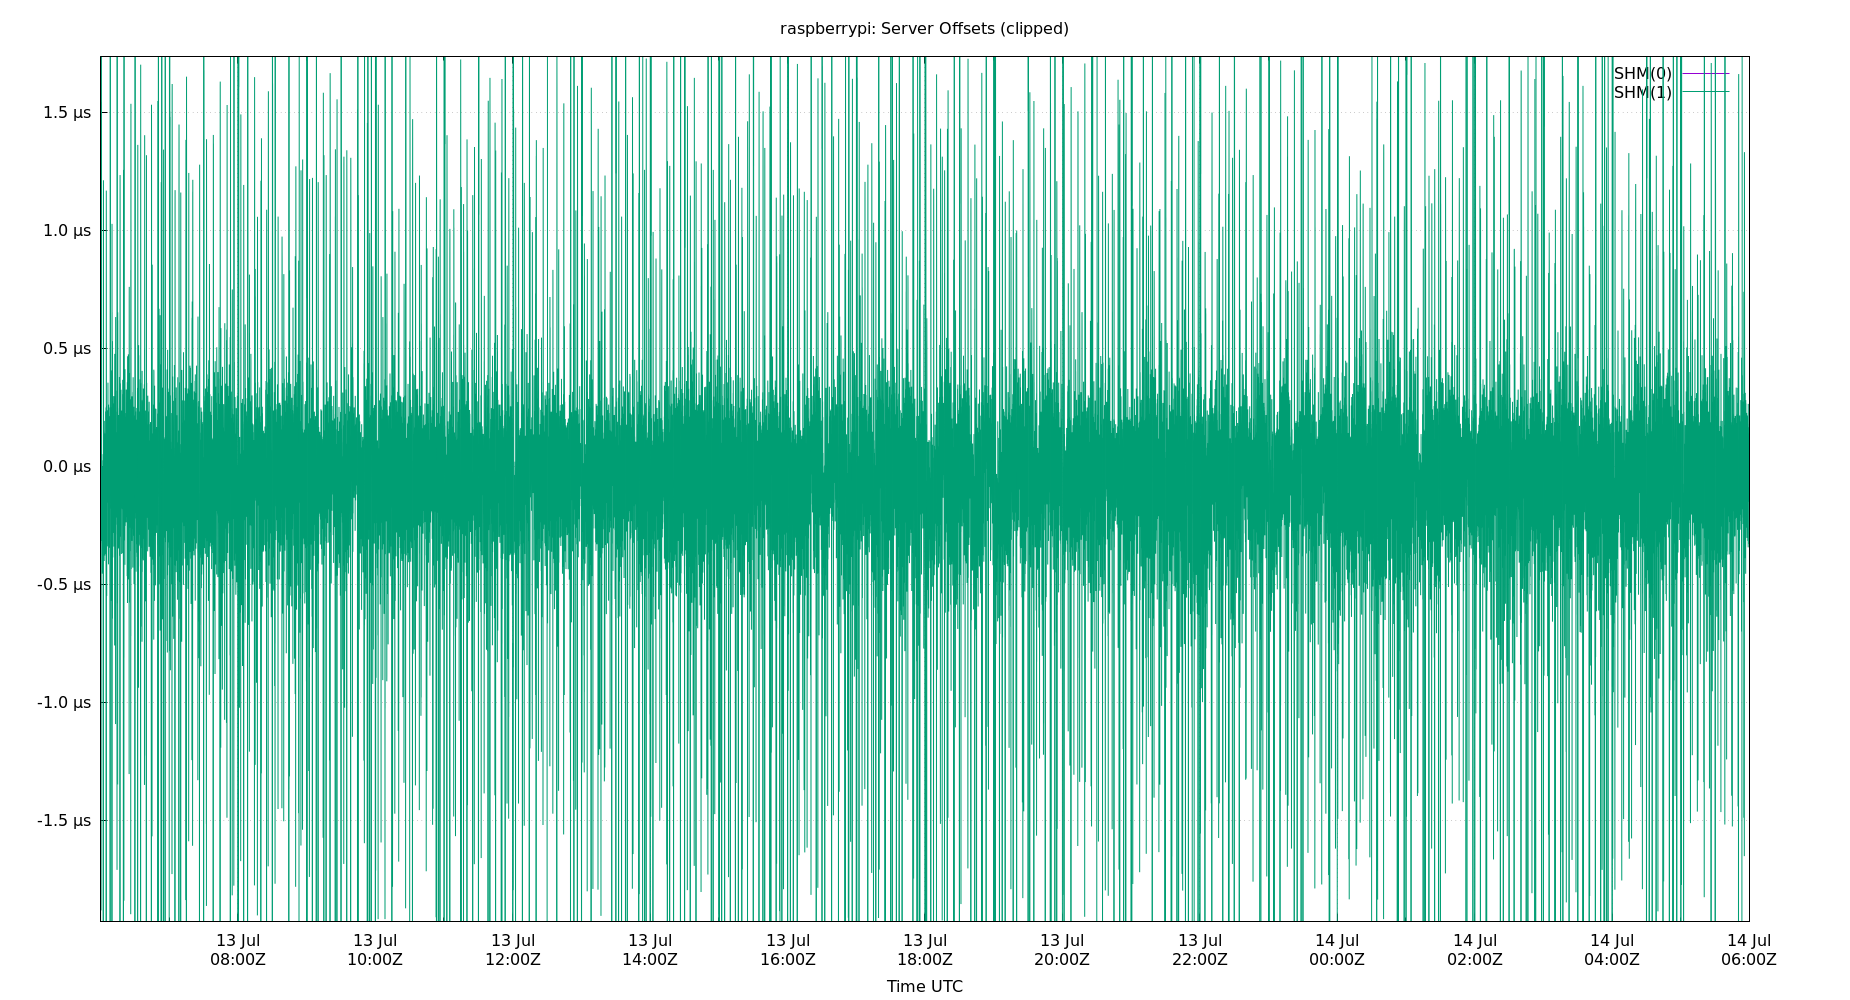 raspberrypi: Server Offsets (clipped)
SHM(0)
SHM(1)
1.5 µs
1.0 µs
0.5 µs
0.0 µs
-0.5 µs
-1.0 µs
-1.5 µs
13 Jul 13 Jul 13 Jul 13 Jul 13 Jul 13 Jul 13 Jul 13 Jul 14 Jul 14 Jul 14 Jul 14 Jul
08:00Z 10:00Z 12:00Z 14:00Z 16:00Z 18:00Z 20:00Z 22:00Z 00:00Z 02:00Z 04:00Z 06:00Z
Time UTC